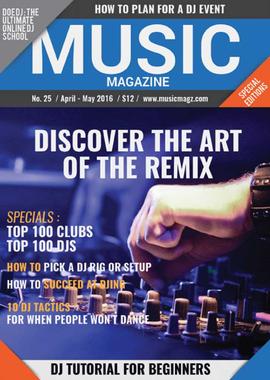 DOEDJ: THE
ULTIMATE
ONLINE DJ
SCHOOL
HOW TO PLAN FOR A DJ EVENT
MUSIC
MAGAZINE
No. 25 / April - May 2016 / $12 / www.musicmagz.com
SPECIAL
EDITIONS
DISCOVER THE ART
OF THE REMIX
SPECIALS :
TOP 100 CLUBS
TOP 100 DJS
HOW TO PICK A DJ RIG OR SETUP
HOW TO SUCCEED AT DJING
10 DJ TACTICS
FOR WHEN PEOPLE WON'T DANCE
DJ TUTORIAL FOR BEGINNERS